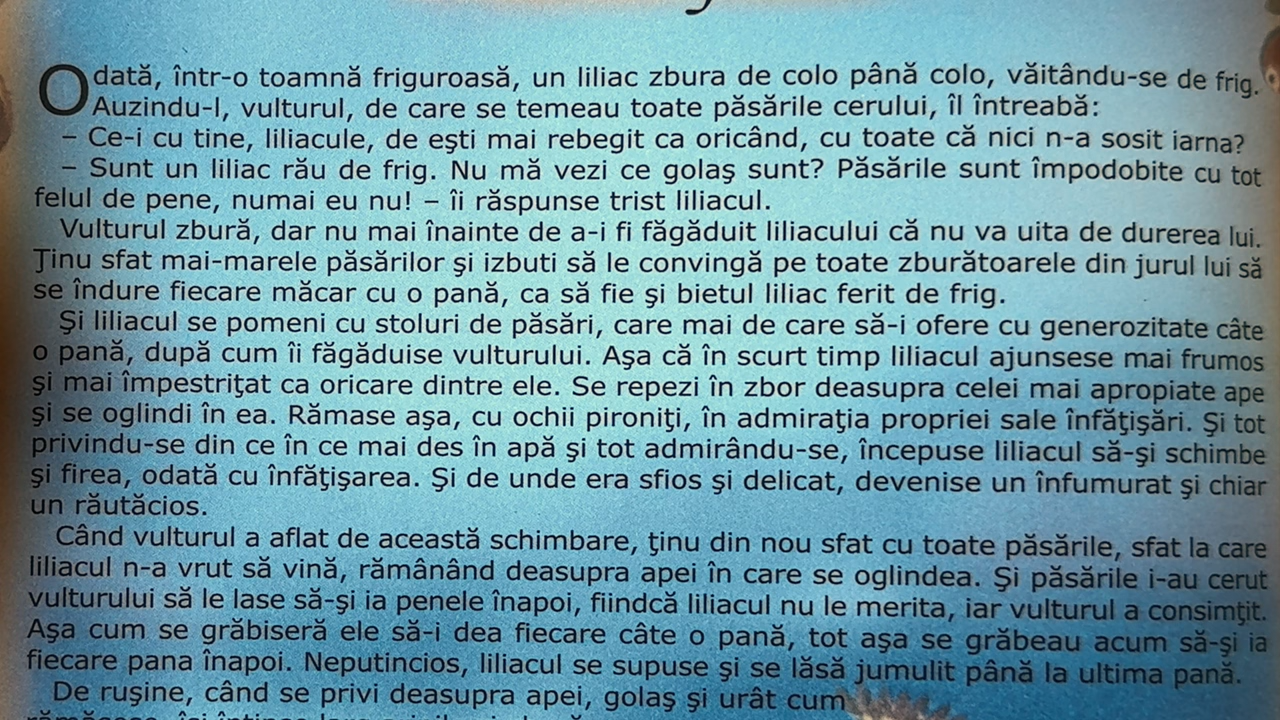 Odată, într-o toamnă friguroasă, un liliac zbura de colo până colo, văitându-se de frig.
Auzindu-l, vulturul, de care se temeau toate păsările cerului, îl întreabă:
– Ce-i cu tine, liliacule, de eşti mai rebegit ca oricând, cu toate că nici n-a sosit iarna?
– Sunt un liliac rău de frig. Nu mă vezi ce golaş sunt? Păsările sunt împodobite cu tot
felul de pene, numai eu nu! – îi răspunse trist liliacul.
Vulturul zbură, dar nu mai înainte de a-i fi făgăduit liliacului că nu va uita de durerea lui.
Ţinu sfat mai-marele păsărilor şi izbuti să le convingă pe toate zburătoarele din jurul lui să
se îndure fiecare măcar cu o pană, ca să fie şi bietul liliac ferit de frig.
Şi liliacul se pomeni cu stoluri de păsări, care mai de care să-i ofere cu generozitate câte
o pană, după cum îi făgăduise vulturului. Aşa că în scurt timp liliacul ajunsese mai frumos
şi mai împestriţat ca oricare dintre ele. Se repezi în zbor deasupra celei mai apropiate ape
şi se oglindi în ea. Rămase aşa, cu ochii pironiţi, în admiraţia propriei sale înfăţişări. Şi tot
privindu-se din ce în ce mai des în apă şi tot admirându-se, începuse liliacul să-şi schimbe
şi firea, odată cu înfăţişarea. Şi de unde era sfios şi delicat, devenise un înfumurat şi chiar
un răutăcios.
Când vulturul a aflat de această schimbare, ţinu din nou sfat cu toate păsările, sfat la care
liliacul n-a vrut să vină, rămânând deasupra apei în care se oglindea. Şi păsările i-au cerut
vulturului să le lase să-şi ia penele înapoi, fiindcă liliacul nu le merita, iar vulturul a consimţit.
Aşa cum se grăbiseră ele să-i dea fiecare câte o pană, tot aşa se grăbeau acum să-şi ia
fiecare pana înapoi. Neputincios, liliacul se supuse şi se lăsă jumulit până la ultima pană.
De ruşine, când se privi deasupra apei, golaş şi urât cum